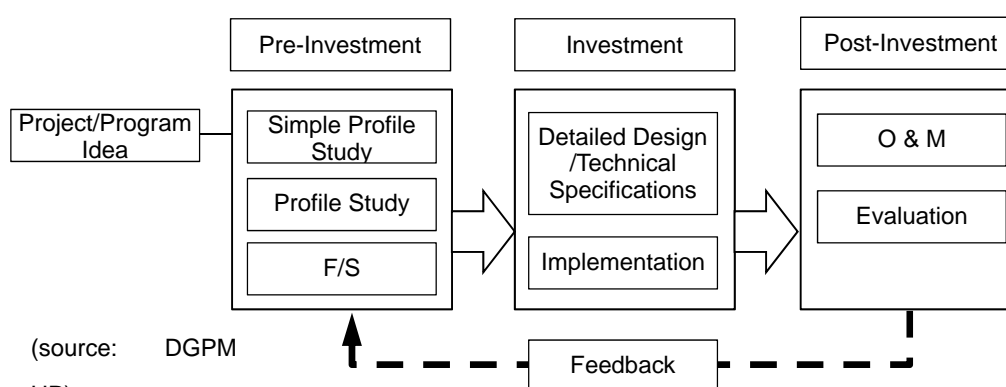 Pre-Investment
Investment
Post-Investment
Project/Program
Idea
Simple Profile
Study
Profile Study
F/S
Detailed Design
/Technical
Specifications
Implementation
O & M
Evaluation
Feedback
(source: DGPM